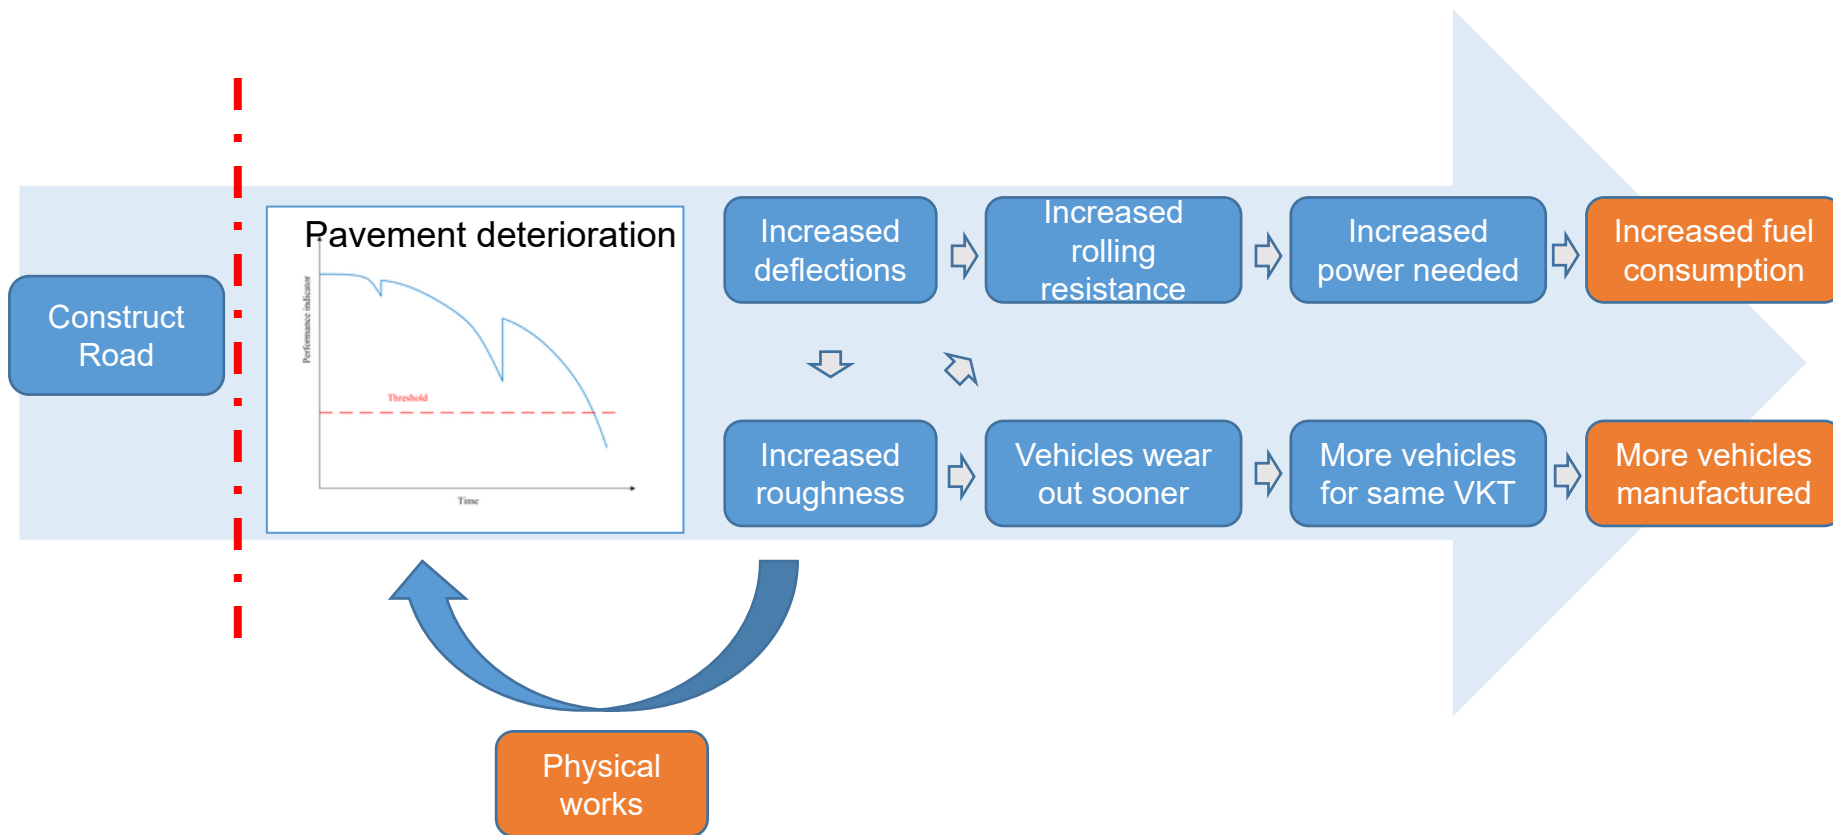 Construct
Road
Pavement deterioration
Performance indicator
Threshold
Time
Increased
deflections
Increased
rolling
resistance
Increased
power needed
Increased fuel
consumption
Increased
roughness
Vehicles wear
out sooner
More vehicles
for same VKT
More vehicles
manufactured
Physical
works